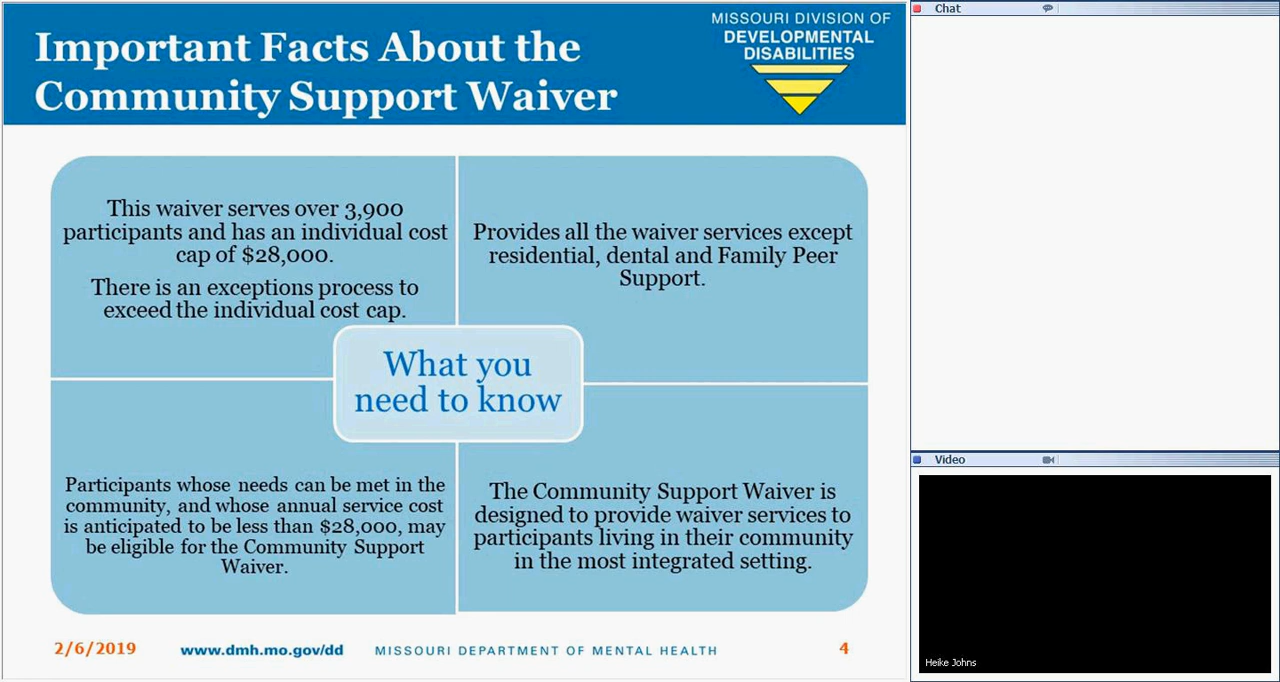 Important Facts About the
Community Support Waiver
MISSOURI DIVISION OF
DEVELOPMENTAL
DISABILITIES
This waiver serves over 3,900
participants and has an individual cost
cap of $28,000.
There is an exceptions process to
exceed the individual cost cap.
Provides all the waiver services except
residential, dental and Family Peer
Support.
What you
need to know
Participants whose needs can be met in the
community, and whose annual service cost
is anticipated to be less than $28,000, may
be eligible for the Community Support
Waiver.
The Community Support Waiver is
designed to provide waiver services to
participants living in their community
in the most integrated setting.
2/6/2019
www.dmh.mo.gov/dd
MISSOURI DEPARTMENT OF MENTAL HEALTH
4
Chat
Video
Heike Johns